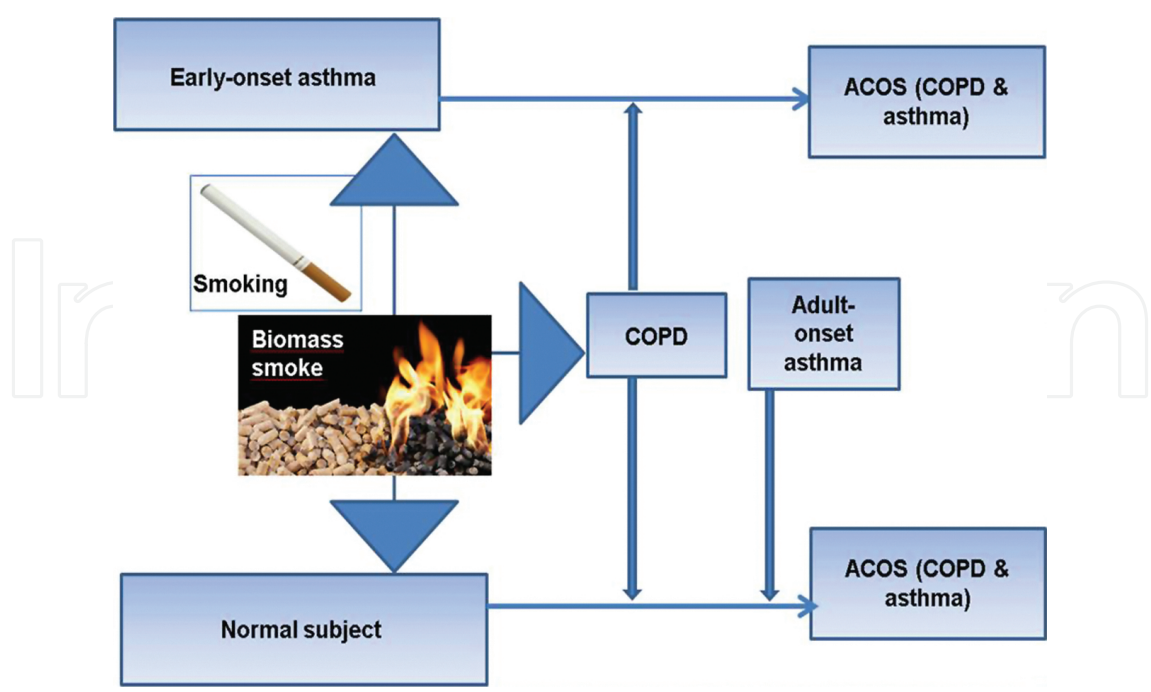 Early-onset asthma
ACOS (COPD &
asthma)
Smoking
Biomass
smoke
COPD
Adult-
onset
asthma
Normal subject
ACOS (COPD &
asthma)